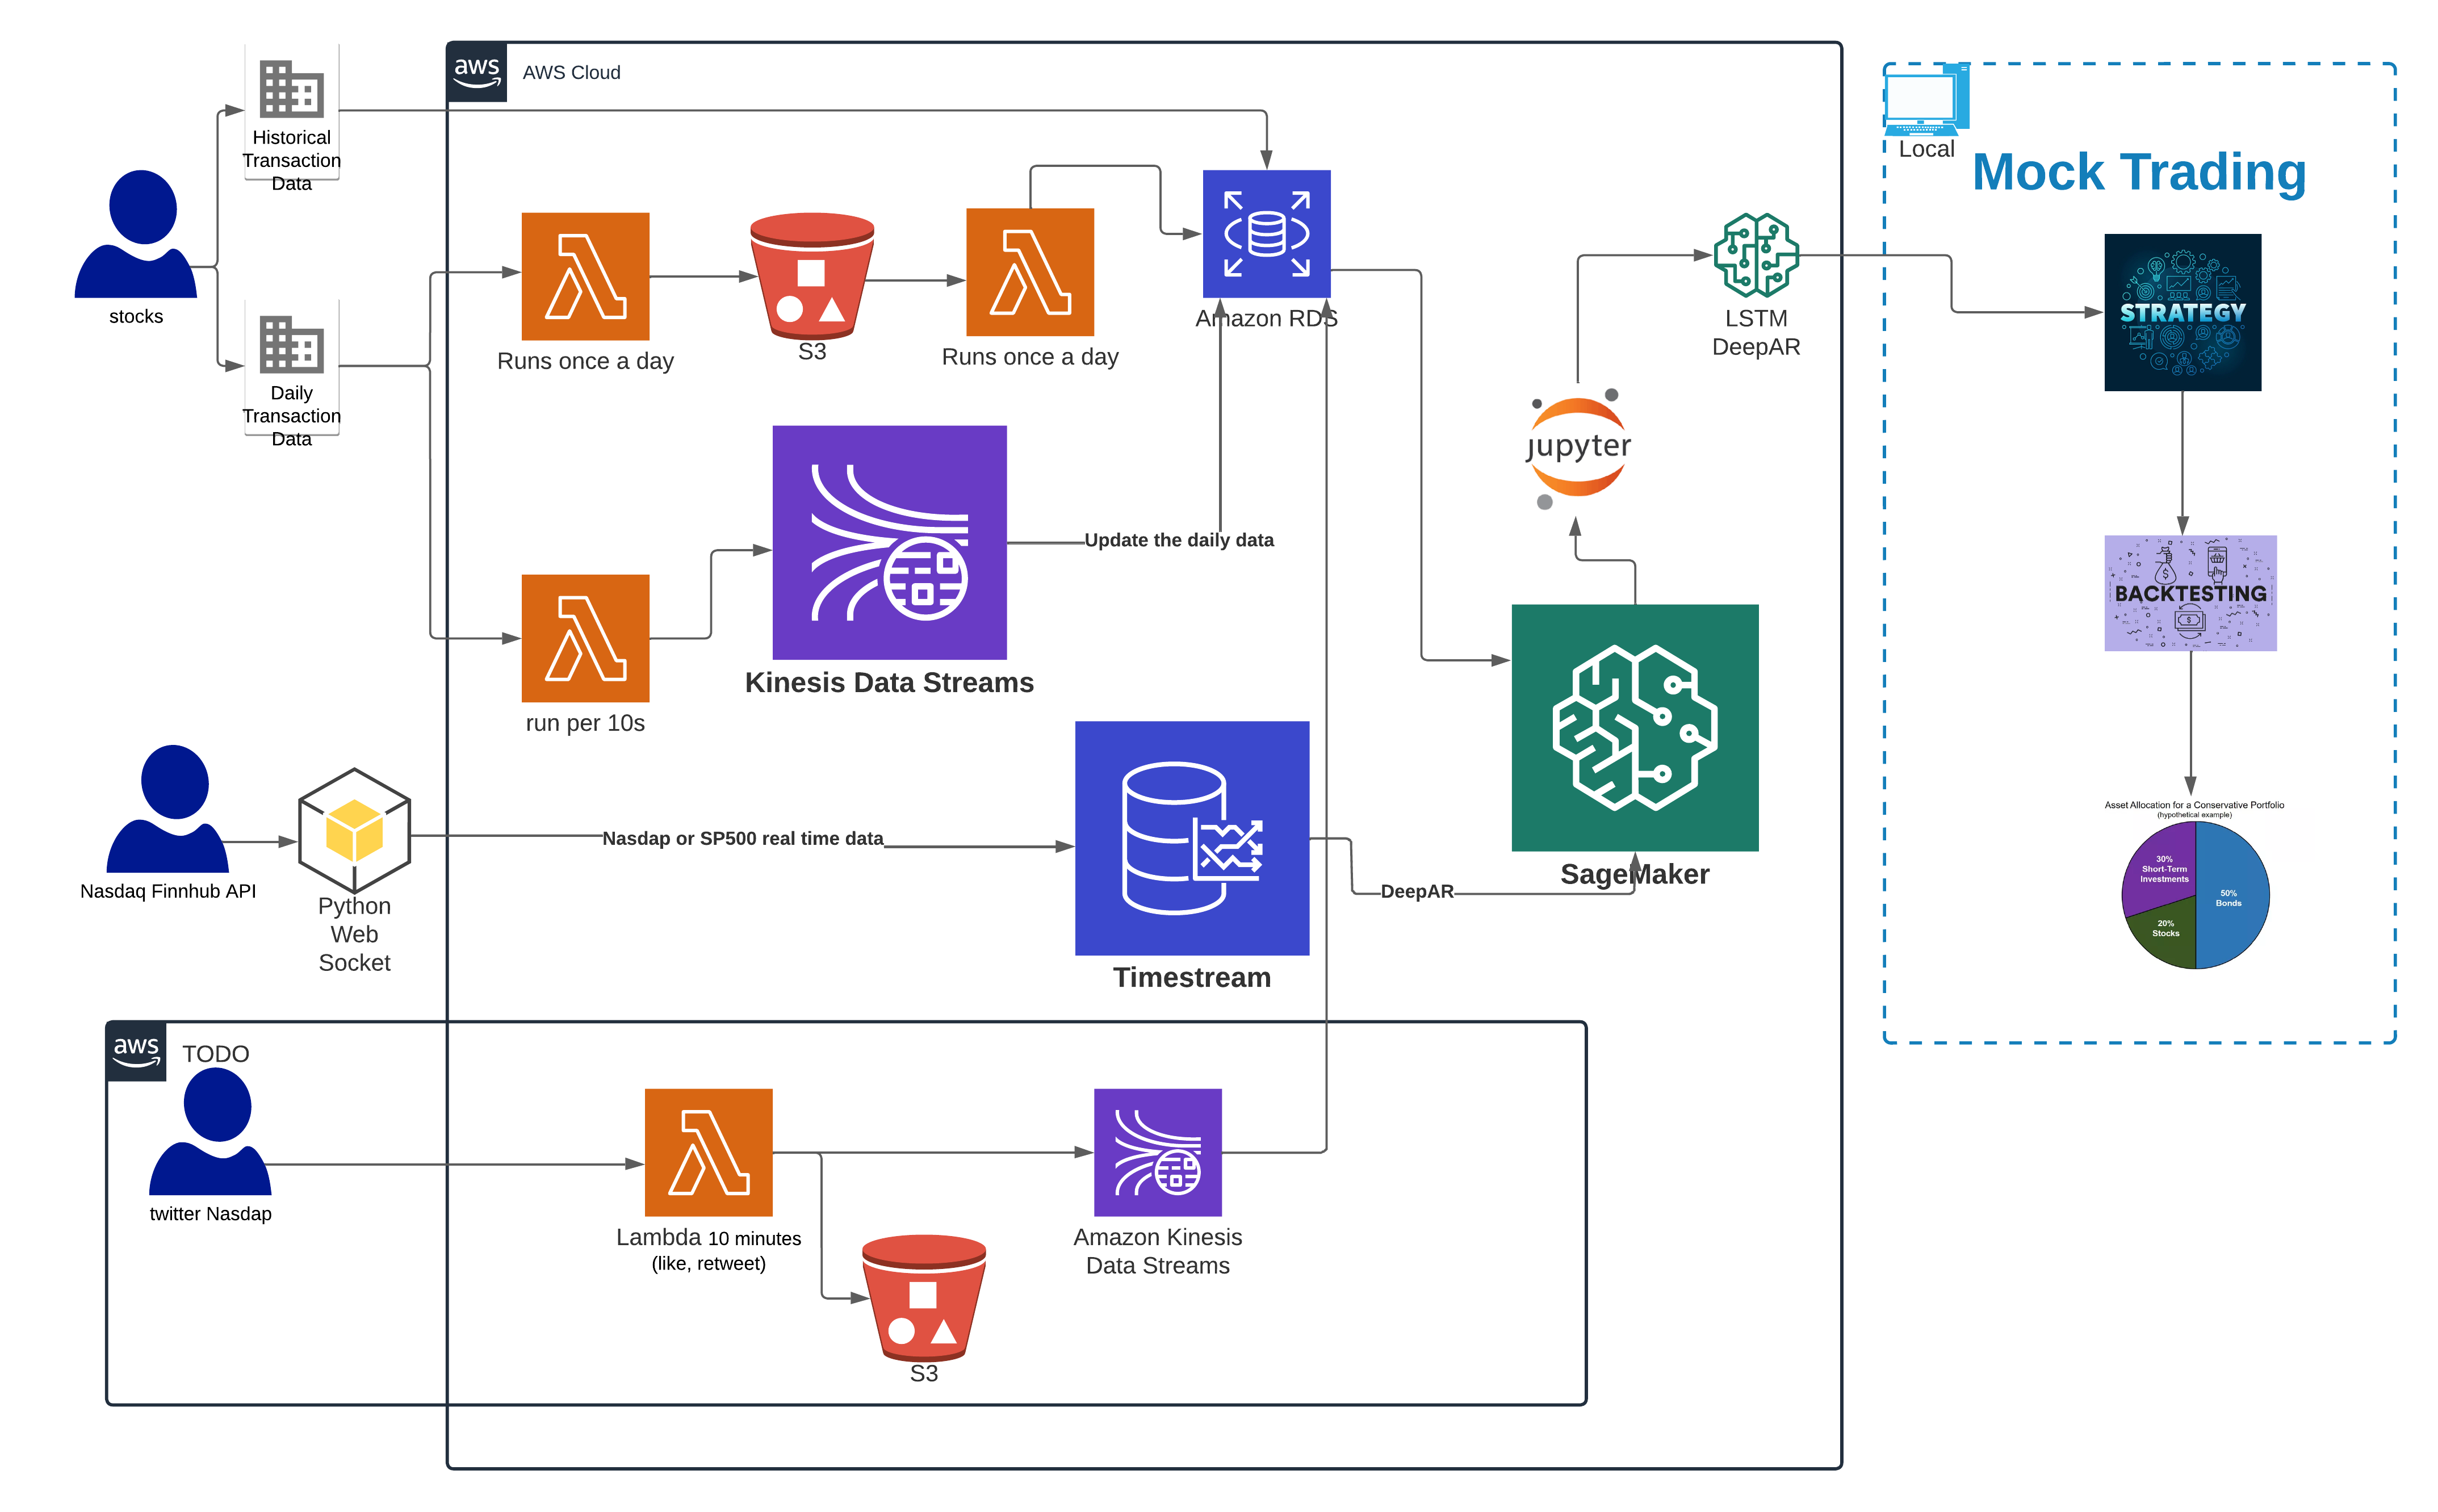 aws
AWS Cloud
Historical
Transaction
Data
stocks
Daily
Transaction
Data
Runs once a day
S3
Runs once a day
Amazon RDS
LSTM
DeepAR
Local
Mock Trading
STRATEGY
jupyter
Update the daily data
Kinesis Data Streams
run per 10s
BACKTESTING
Nasdaq Finnhub API
Python
Web
Socket
Nasdap or SP500 real time data
Timestream
DeepAR
SageMaker
Asset Allocation for a Conservative Portfolio
(hypothetical example)
30%
Short-Term
Investments
50%
Bonds
20%
Stocks
aws
TODO
twitter Nasdap
Lambda 10 minutes
(like, retweet)
S3
Amazon Kinesis
Data Streams